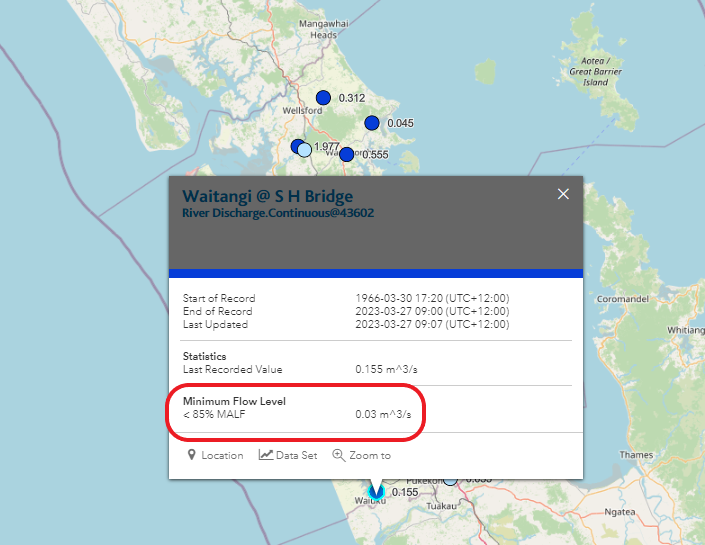 Mangawhai
Heads
Aotea /
Great Barrier
Island
0.312
Wellsford
0.045
1.977
0.555
Waitangi @ S H Bridge
River Discharge.Continuous@43602
Start of Record 1966-03-30 17:20 (UTC+12:00)
End of Record 2023-03-27 09:00 (UTC+12:00)
Last Updated 2023-03-27 09:07 (UTC+12:00)
Statistics
Last Recorded Value 0.155 m^3/s
Minimum Flow Level
< 85% MALF 0.03 m^3/s
Location Data Set Zoom to
Coromandel
Whitiang
Thames
0.155
Waiuku
Tuakau
Ngatea
Paeroa